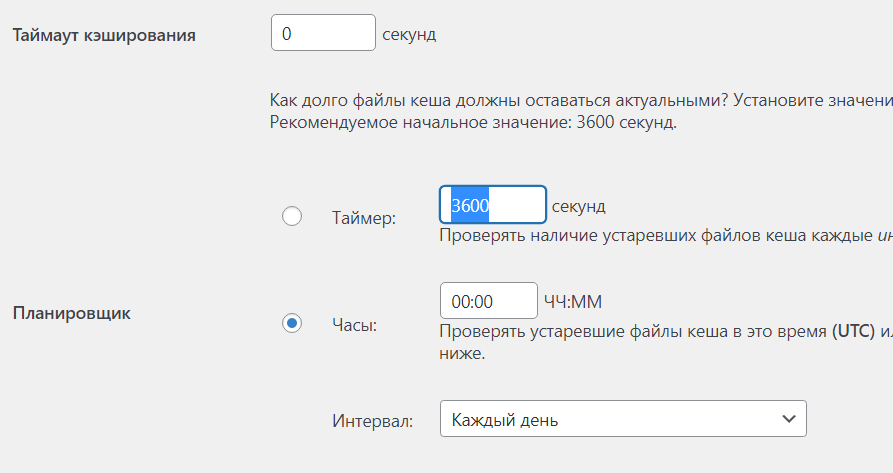 Таймаут кэширования
0 секунд
Как долго файлы кеша должны оставаться актуальными? Установите
Рекомендуемое начальное значение: 3600 секунд.
Таймер:
3600 секунд
Проверять наличие устаревших файлов кеша каждые
Планировщик
Часы:
00:00 ЧЧ:ММ
Проверять устаревшие файлы кеша в это время (UTC)
ниже.
Интервал:
Каждый день